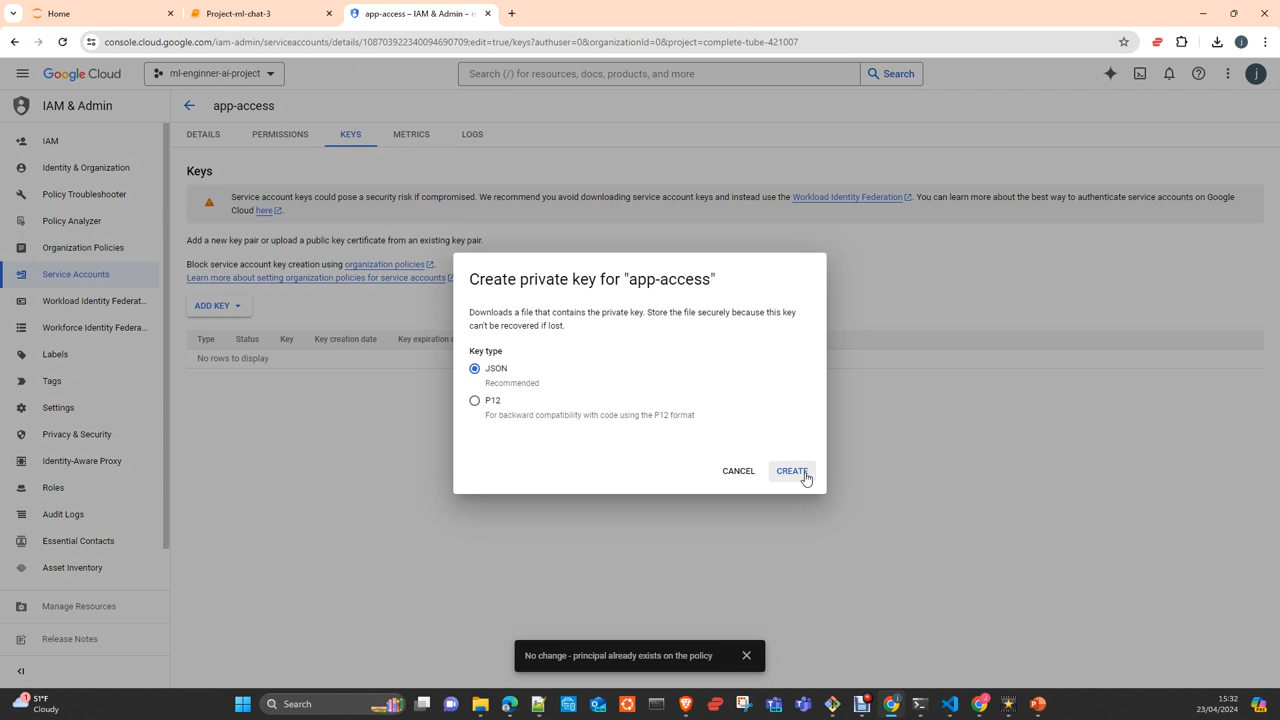 Home
Project-ml-chat-3
app-access – IAM & Admin –
console.cloud.google.com/iam-admin/serviceaccounts/details/108703922340094690709;edit=true/keys?authuser=0&organizationId=0&project=complete-tube-421007
Google Cloud
ml-enginner-ai-project
Search (/) for resources, docs, products, and more
Search
j
IAM & Admin
app-access
IAM
Identity & Organization
Policy Troubleshooter
Policy Analyzer
Organization Policies
Service Accounts
Workload Identity Federat...
Workforce Identity Federa...
Labels
Tags
Settings
Privacy & Security
Identity-Aware Proxy
Roles
Audit Logs
Essential Contacts
Asset Inventory
Manage Resources
Release Notes
DETAILS
PERMISSIONS
KEYS
METRICS
LOGS
Keys
Service account keys could pose a security risk if compromised. We recommend you avoid downloading service account keys and instead use the Workload Identity Federation. You can learn more about the best way to authenticate service accounts on Google
Cloud here.
Add a new key pair or upload a public key certificate from an existing key pair.
Block service account key creation using organization policies.
Learn more about setting organization policies for service accounts
ADD KEY
Type Status Key Key creation date Key expiration
No rows to display
Create private key for "app-access"
Downloads a file that contains the private key. Store the file securely because this key
can't be recovered if lost.
Key type
JSON
Recommended
P12
For backward compatibility with code using the P12 format
CANCEL
CREATE
No change - principal already exists on the policy
51°F
Cloudy
Search
15:32
23/04/2024